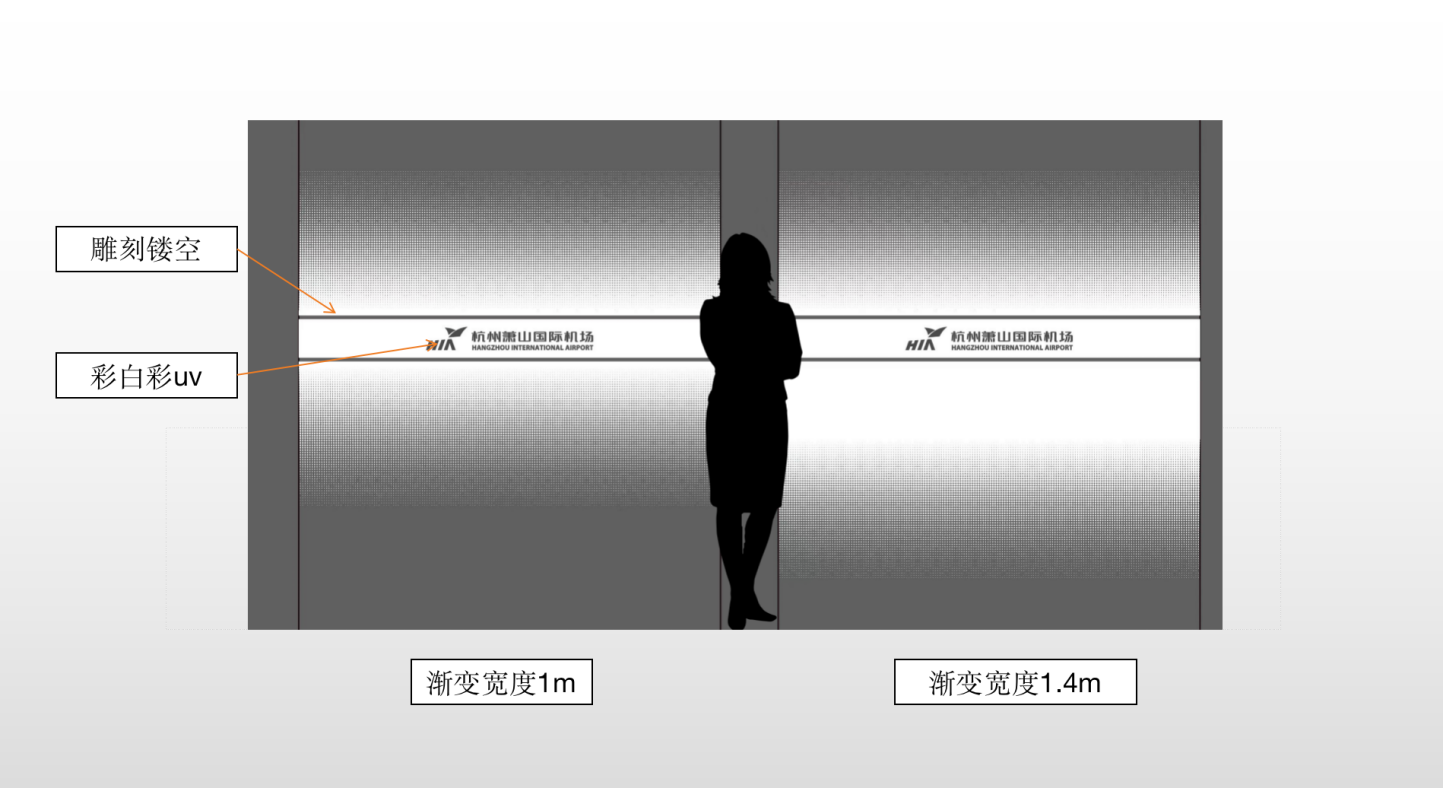 雕刻镂空
杭州萧山国际机场
HIA
HANGZHOU INTERNATIONAL AIRPORT
杭州萧山国际机场
HIA
HANGZHOU INTERNATIONAL AIRPORT
彩白彩uv
渐变宽度1m
渐变宽度1.4m